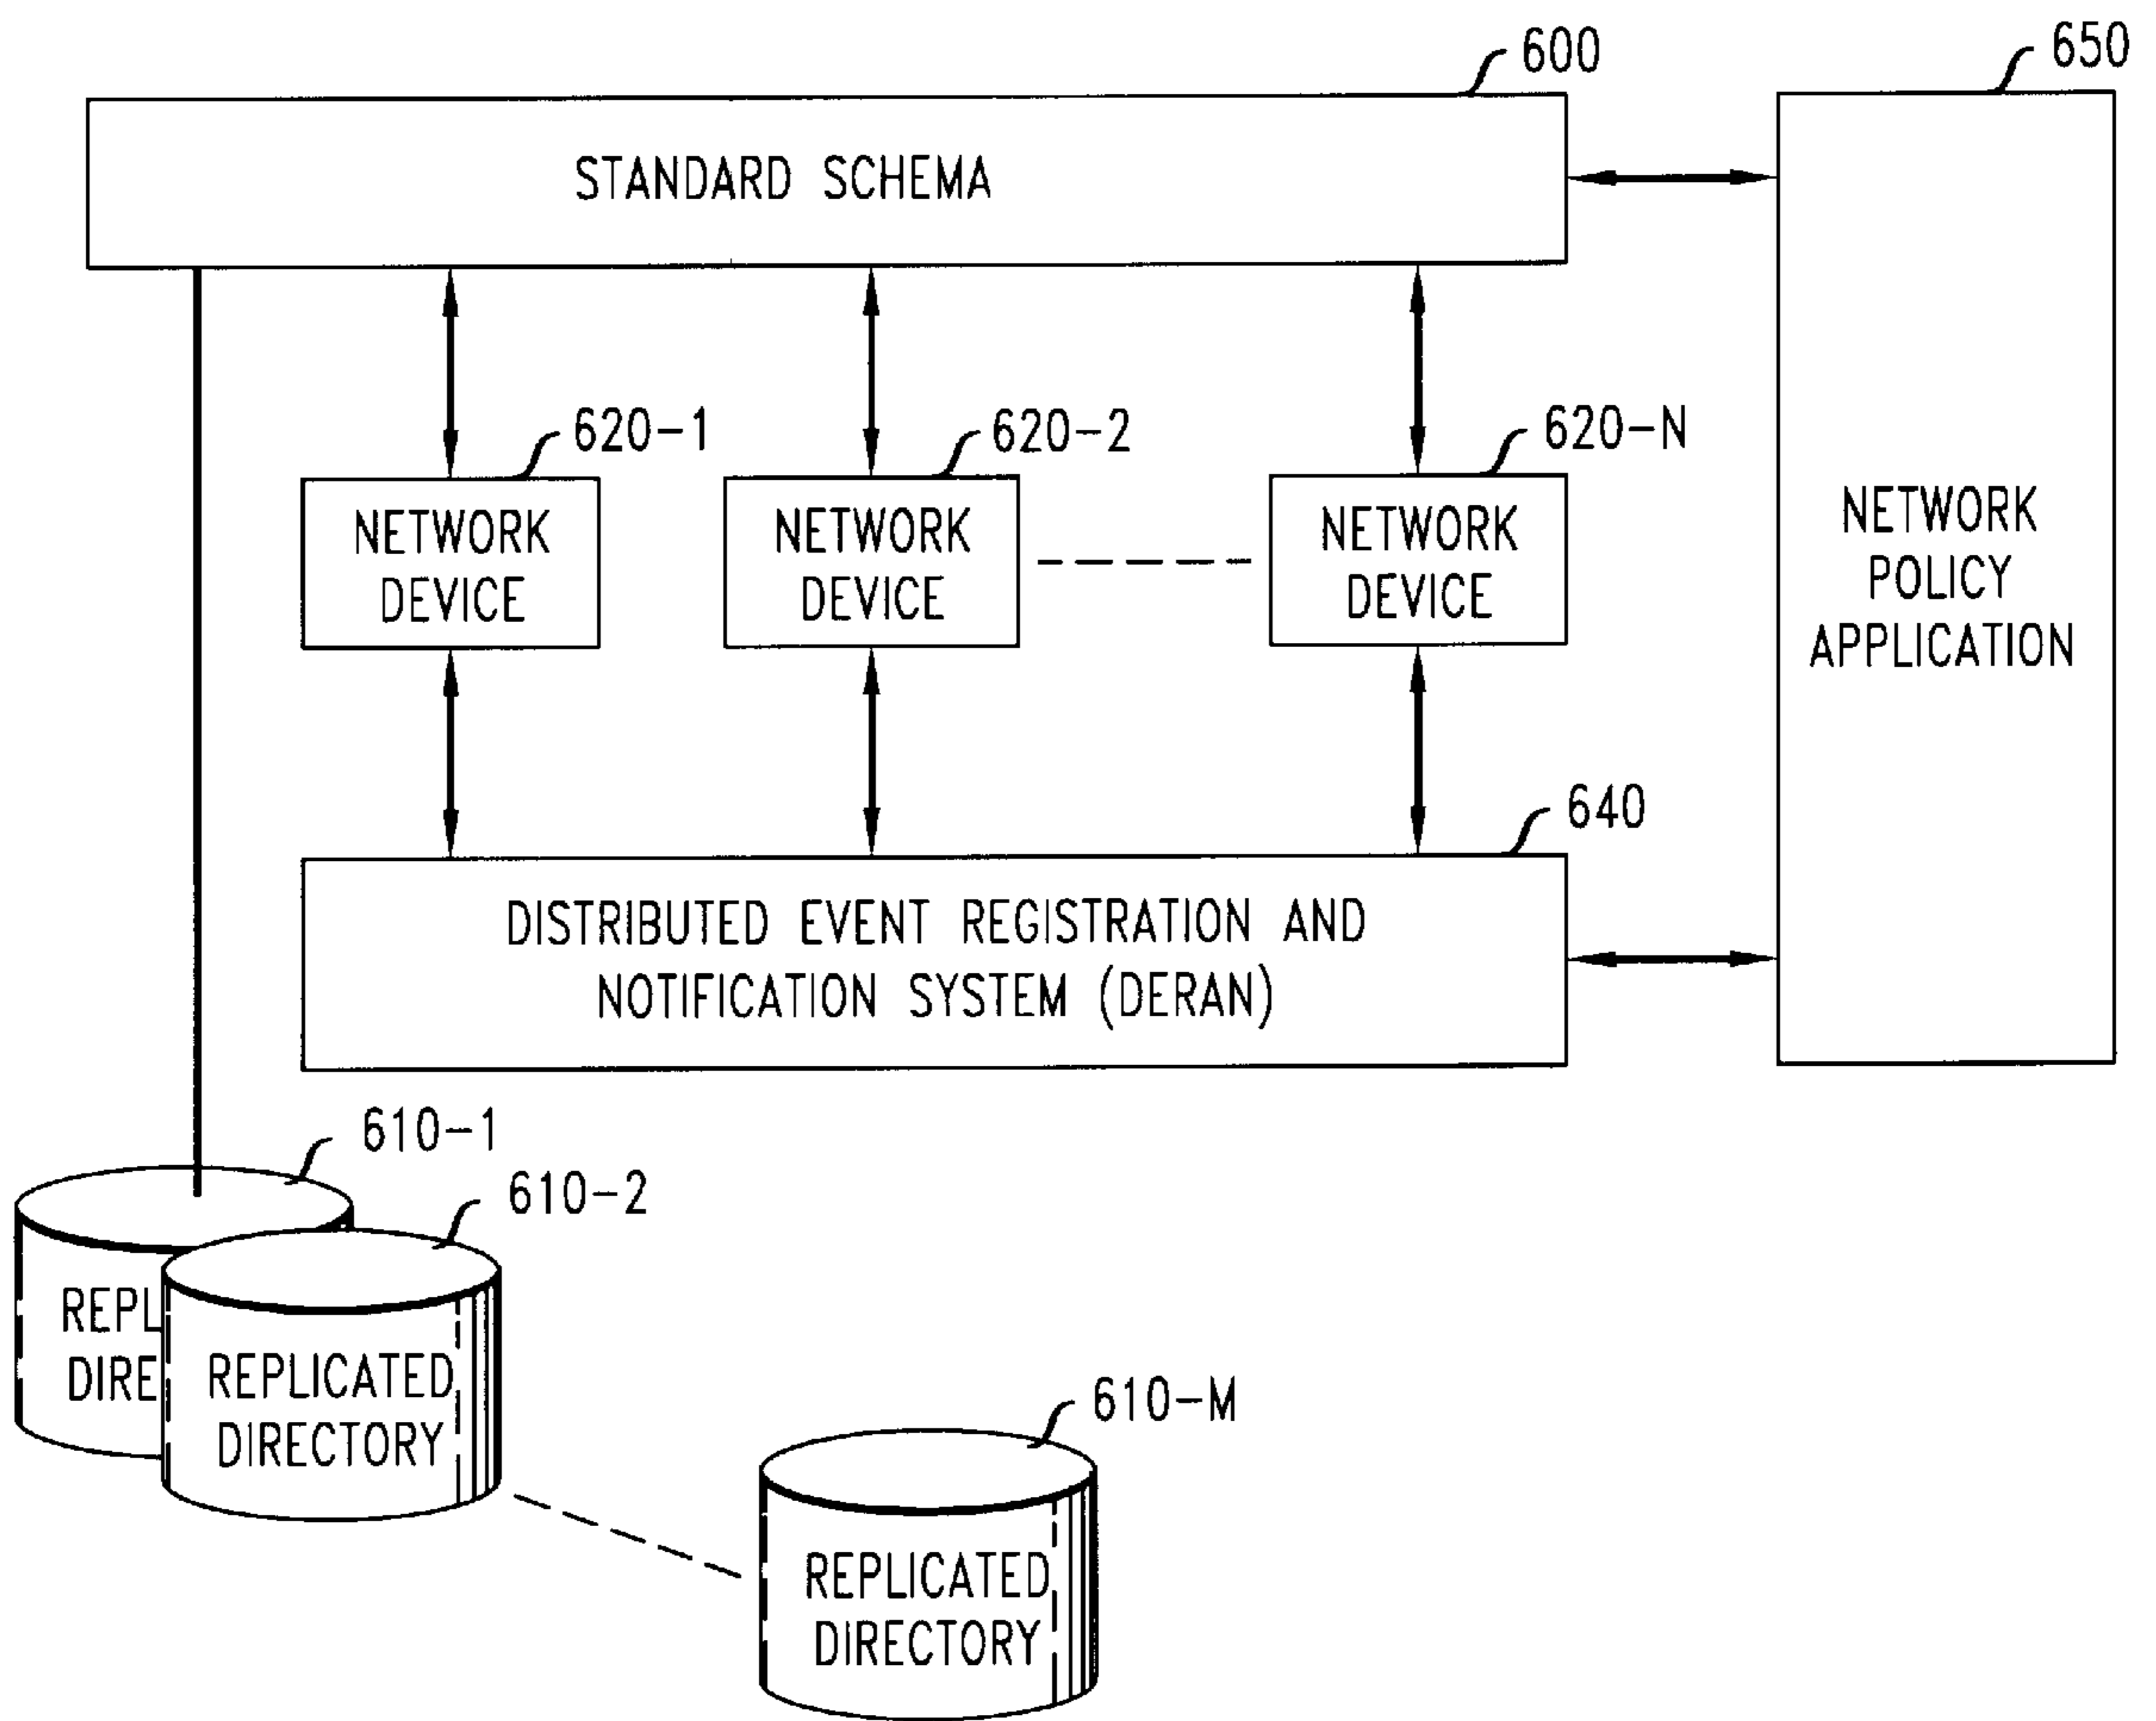 600
650
STANDARD SCHEMA
620-1
620-2
620-N
NETWORK
DEVICE
NETWORK
DEVICE
NETWORK
DEVICE
NETWORK
POLICY
APPLICATION
640
DISTRIBUTED EVENT REGISTRATION AND
NOTIFICATION SYSTEM (DERAN)
610-1
610-2
REPL
DIRE
REPLICATED
DIRECTORY
610-M
REPLICATED
DIRECTORY